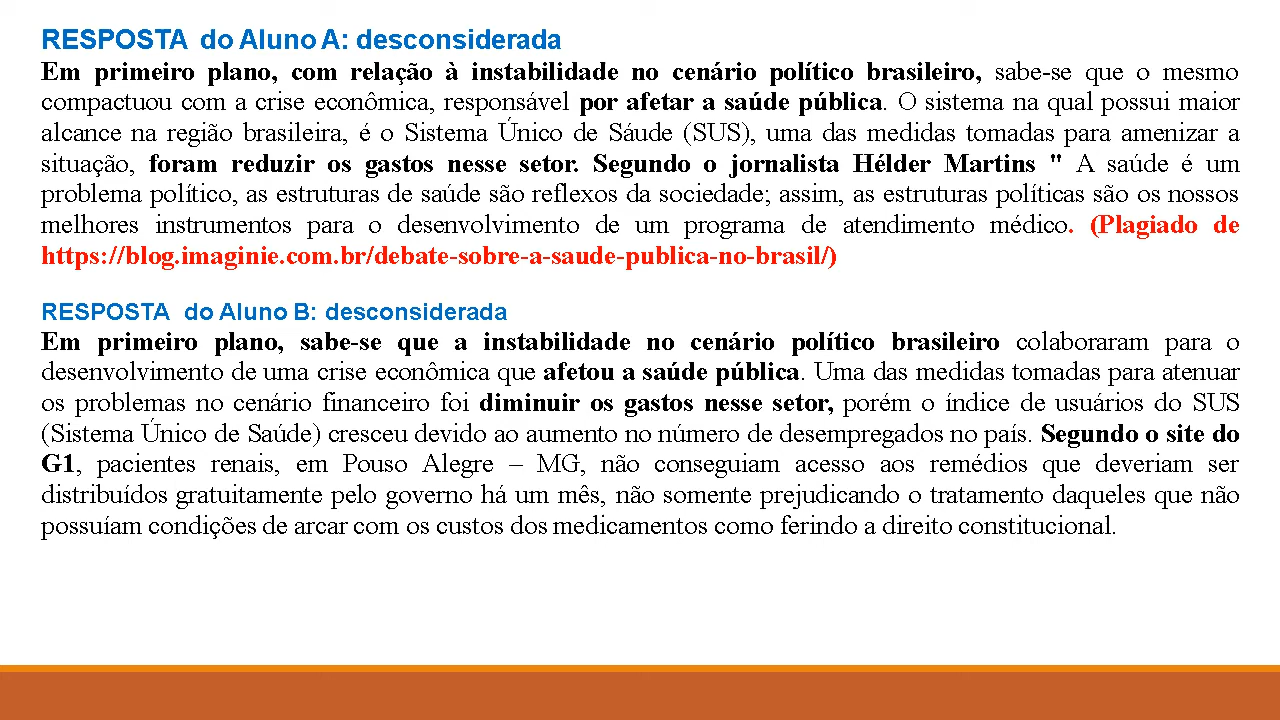 RESPOSTA do Aluno A: desconsiderada
Em primeiro plano, com relação à instabilidade no cenário político brasileiro, sabe-se que o mesmo
compactuou com a crise econômica, responsável por afetar a saúde pública. O sistema na qual possui maior
alcance na região brasileira, é o Sistema Único de Sáude (SUS), uma das medidas tomadas para amenizar a
situação, foram reduzir os gastos nesse setor. Segundo o jornalista Hélder Martins " A saúde é um
problema político, as estruturas de saúde são reflexos da sociedade; assim, as estruturas políticas são os nossos
melhores instrumentos para o desenvolvimento de um programa de atendimento médico. (Plagiado de
https://blog.imaginie.com.br/debate-sobre-a-saude-publica-no-brasil/)
RESPOSTA do Aluno B: desconsiderada
Em primeiro plano, sabe-se que a instabilidade no cenário político brasileiro colaboraram para o
desenvolvimento de uma crise econômica que afetou a saúde pública. Uma das medidas tomadas para atenuar
os problemas no cenário financeiro foi diminuir os gastos nesse setor, porém o índice de usuários do SUS
(Sistema Único de Saúde) cresceu devido ao aumento no número de desempregados no país. Segundo o site do
G1, pacientes renais, em Pouso Alegre – MG, não conseguiam acesso aos remédios que deveriam ser
distribuídos gratuitamente pelo governo há um mês, não somente prejudicando o tratamento daqueles que não
possuíam condições de arcar com os custos dos medicamentos como ferindo a direito constitucional.